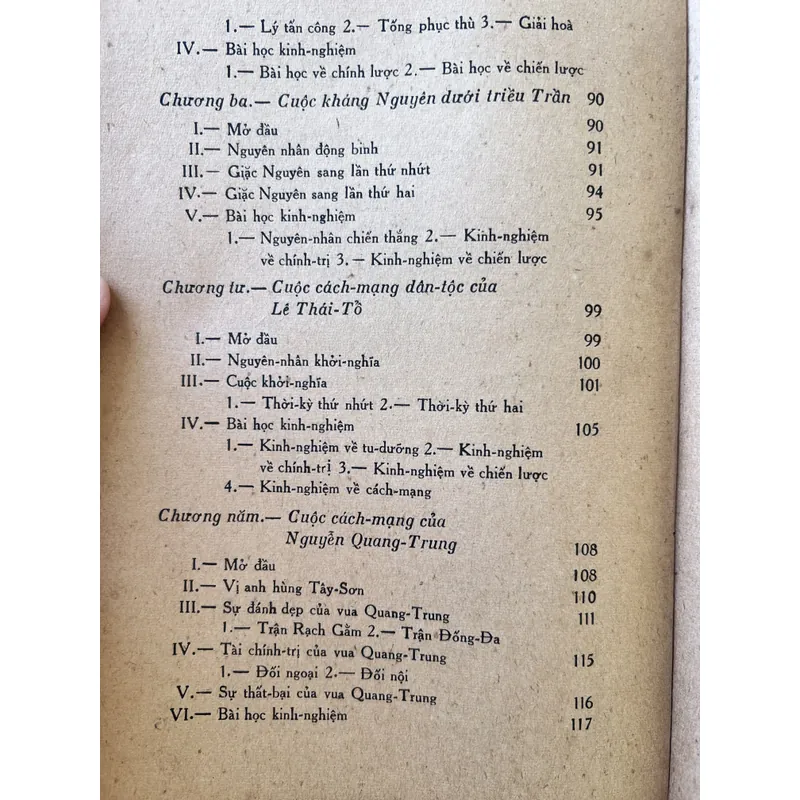 1.— Lý tấn công 2.— Tống phục thù 3.— Giải hoà
IV.— Bài học kinh-nghiệm
1.— Bài học về chính lược 2.— Bài học về chiến lược
Chương ba.— Cuộc kháng Nguyên dưới triều Trần 90
I.— Mở đầu 90
II.— Nguyên nhân động binh 91
III.— Giặc Nguyên sang lần thứ nhứt 91
IV.— Giặc Nguyên sang lần thứ hai 94
V.— Bài học kinh-nghiệm 95
1.— Nguyên-nhân chiến thắng 2.— Kinh-nghiệm
về chính-trị 3.— Kinh-nghiệm về chiến lược
Chương tư.— Cuộc cách-mạng dân-tộc của
Lê Thái-Tổ 99
I.— Mở đầu 99
II.— Nguyên-nhân khởi-nghĩa 100
III.— Cuộc khởi-nghĩa 101
1.— Thời-kỳ thứ nhứt 2.— Thời-kỳ thứ hai
IV.— Bài học kinh-nghiệm 105
1.— Kinh-nghiệm về tu-dưỡng 2.— Kinh-nghiệm
về chính-trị 3.— Kinh-nghiệm về chiến lược
4.— Kinh-nghiệm về cách-mạng
Chương năm.— Cuộc cách-mạng của
Nguyễn Quang-Trung 108
I.— Mở đầu 108
II.— Vị anh hùng Tây-Sơn 110
III.— Sự đánh dẹp của vua Quang-Trung 111
1.— Trận Rạch Gầm 2.— Trận Đống-Đa
IV.— Tài chính-trị của vua Quang-Trung 115
1.— Đối ngoại 2.— Đối nội
V.— Sự thất-bại của vua Quang-Trung 116
VI.— Bài học kinh-nghiệm 117